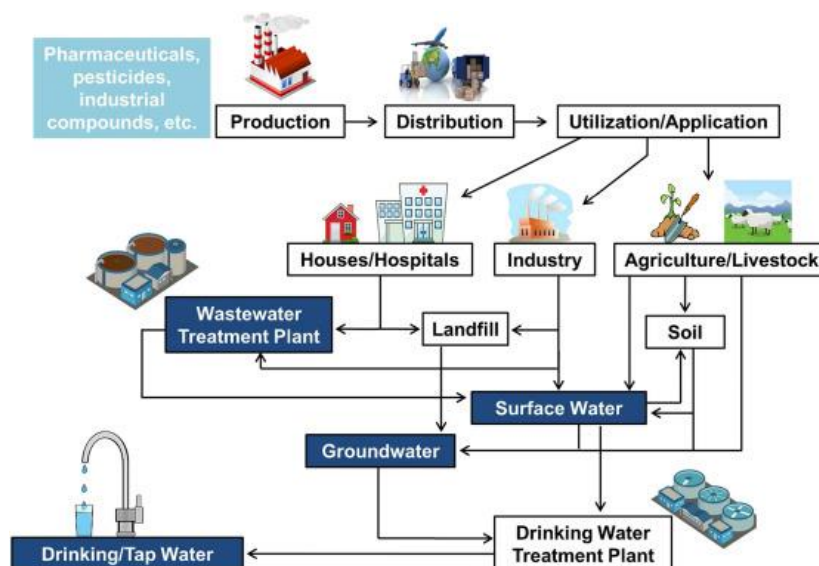 Pharmaceuticals,
pesticides,
industrial
compounds, etc.
Production
Distribution
Utilization/Application
Houses/Hospitals
Industry
Agriculture/Livestock
Wastewater
Treatment Plant
Landfill
Soil
Surface Water
Groundwater
Drinking/Tap Water
Drinking Water
Treatment Plant